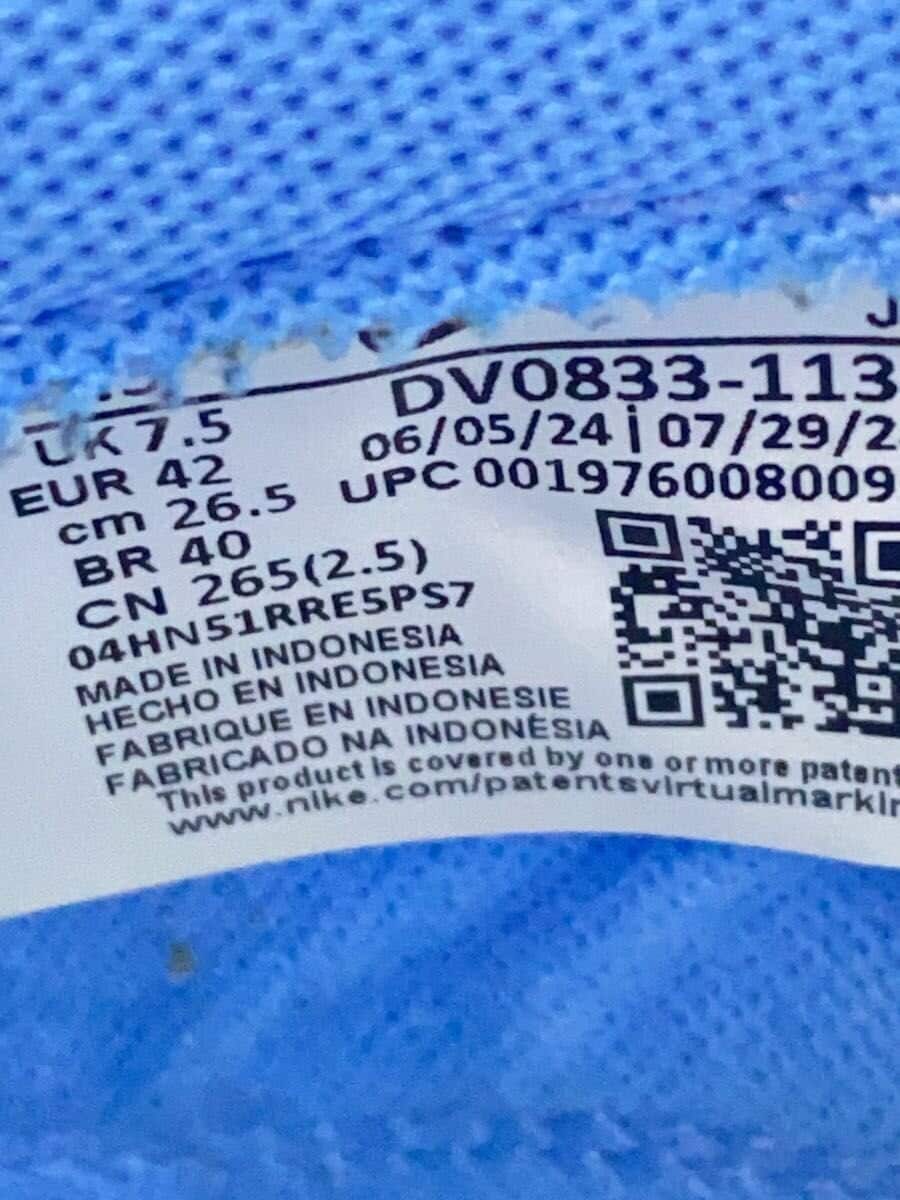 J
DV0833-113
UK 7.5
06/05/24 | 07/29/2
EUR 42
UPC 001976008009
cm 26.5
BR 40
CN 265(2.5)
04HN51RRE5PS7
MADE IN INDONESIA
HECHO EN INDONESIA
FABRIQUE EN INDONESIE
FABRICADO NA INDONÉSIA
This product is covered by one or more patent
www.nike.com/patentsvirtualmarkin